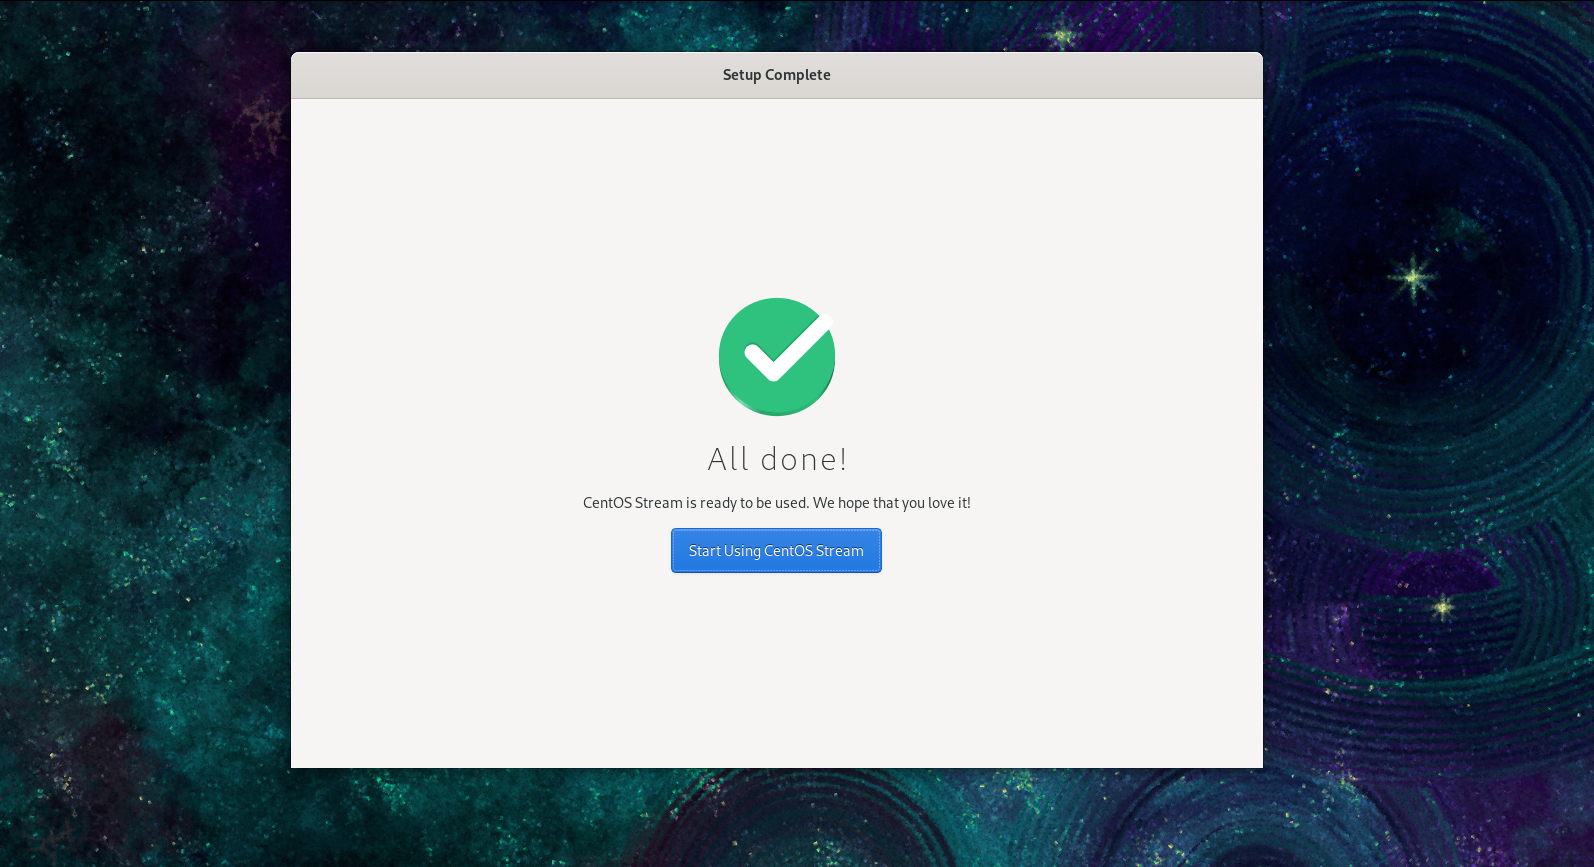 Setup Complete
All done!
CentOS Stream is ready to be used. We hope that you love it!
Start Using CentOS Stream